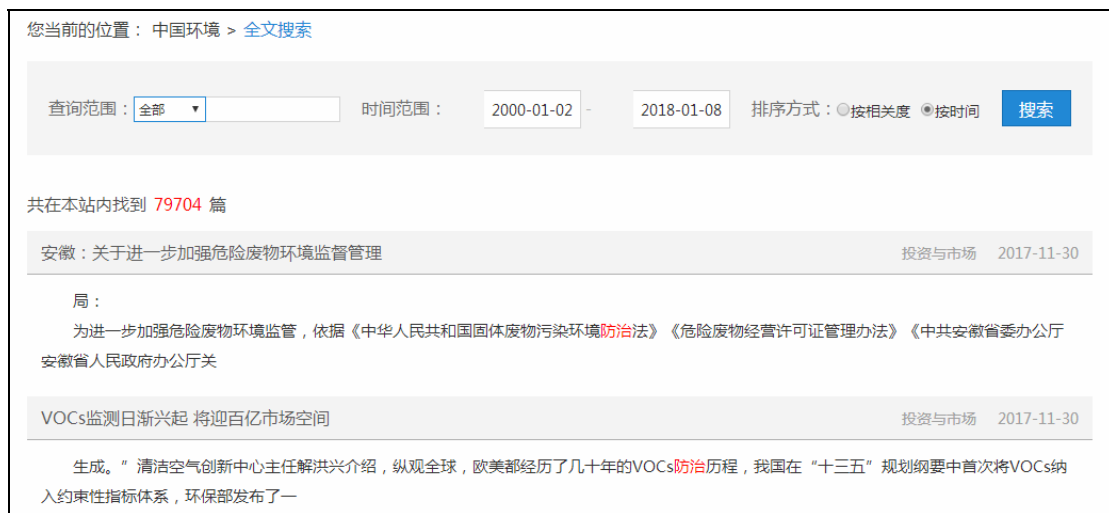 您当前的位置： 中国环境 > 全文搜索
查询范围：全部 时间范围： 2000-01-02 - 2018-01-08 排序方式：按相关度 按时间 搜索
共在本站内找到 79704 篇
安徽：关于进一步加强危险废物环境监督管理 投资与市场 2017-11-30
局：
为进一步加强危险废物环境监管，依据《中华人民共和国固体废物污染环境防治法》《危险废物经营许可证管理办法》《中共安徽省委办公厅
安徽省人民政府办公厅关
VOCs监测日渐兴起 将迎百亿市场空间 投资与市场 2017-11-30
生成。”清洁空气创新中心主任解洪兴介绍，纵观全球，欧美都经历了几十年的VOCs防治历程，我国在“十三五”规划纲要中首次将VOCs纳
入约束性指标体系，环保部发布了一